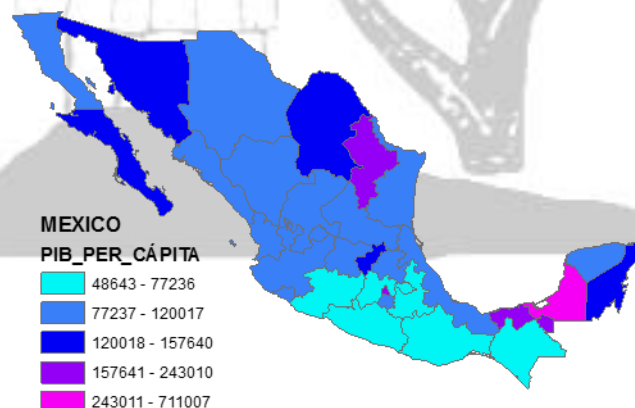 MEXICO
PIB_PER_CÁPITA
48643 - 77236
77237 - 120017
120018 - 157640
157641 - 243010
243011 - 711007